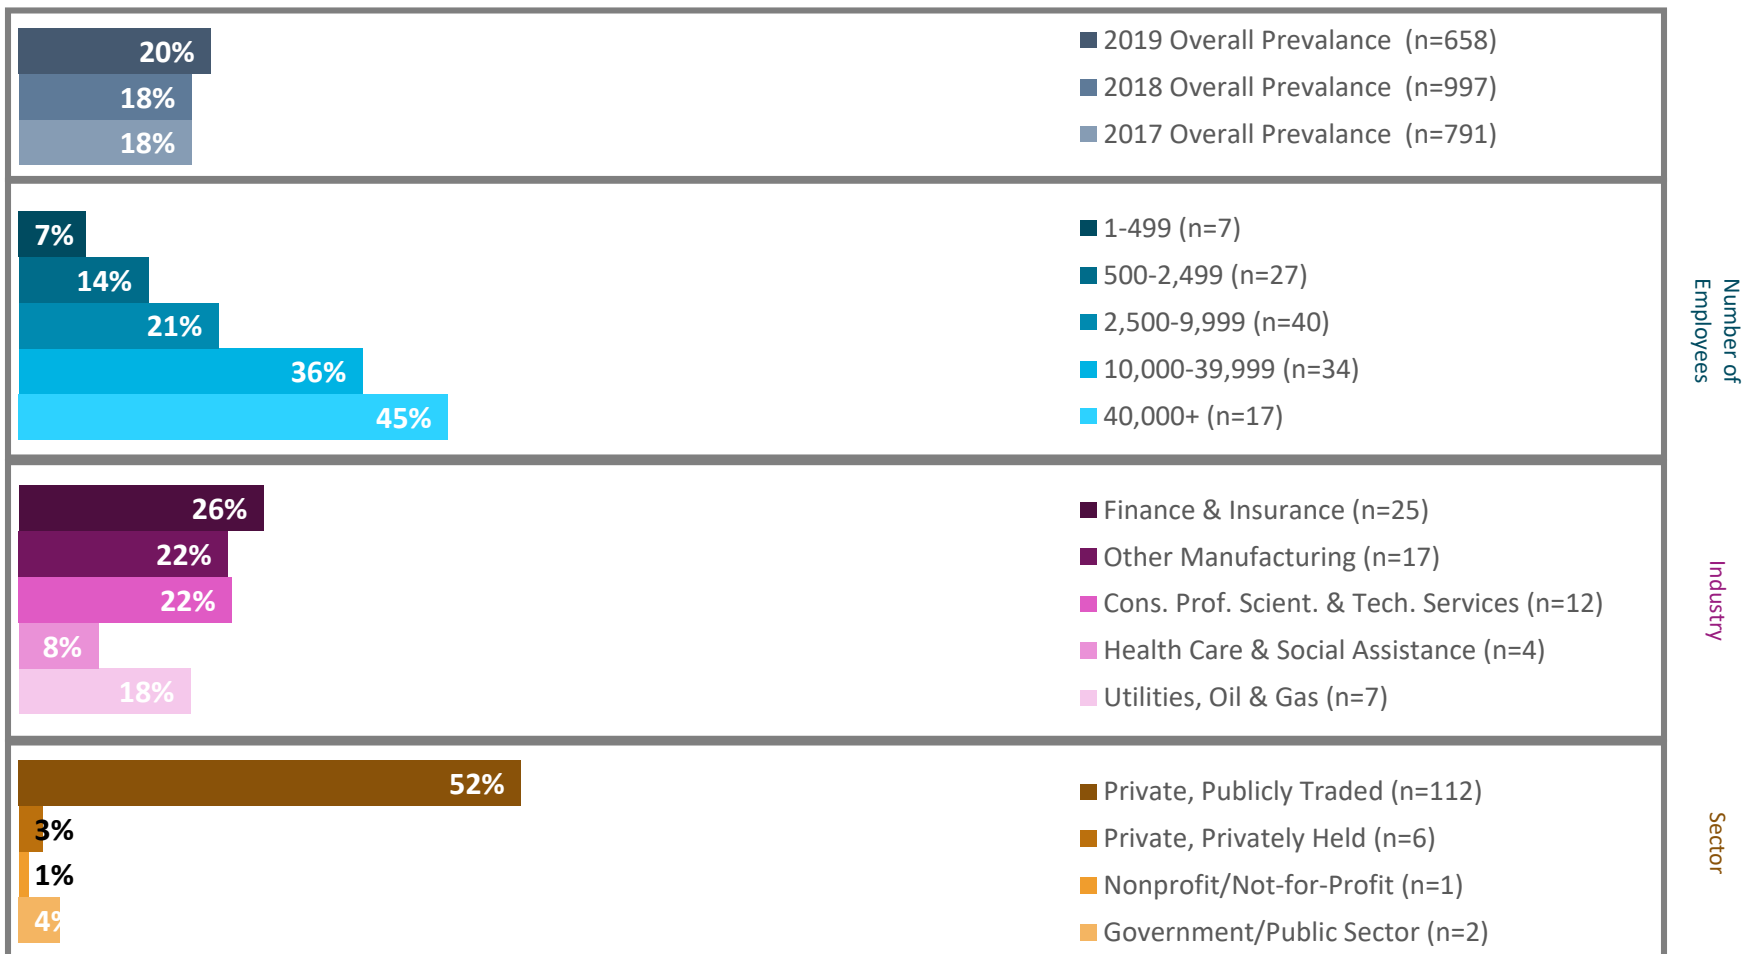 20%
18%
18%
2019 Overall Prevalance (n=658)
2018 Overall Prevalance (n=997)
2017 Overall Prevalance (n=791)
7%
14%
21%
36%
45%
1-499 (n=7)
500-2,499 (n=27)
2,500-9,999 (n=40)
10,000-39,999 (n=34)
40,000+ (n=17)
Number of
Employees
26%
22%
22%
8%
18%
Finance & Insurance (n=25)
Other Manufacturing (n=17)
Cons. Prof. Scient. & Tech. Services (n=12)
Health Care & Social Assistance (n=4)
Utilities, Oil & Gas (n=7)
Industry
52%
3%
1%
4%
Private, Publicly Traded (n=112)
Private, Privately Held (n=6)
Nonprofit/Not-for-Profit (n=1)
Government/Public Sector (n=2)
Sector